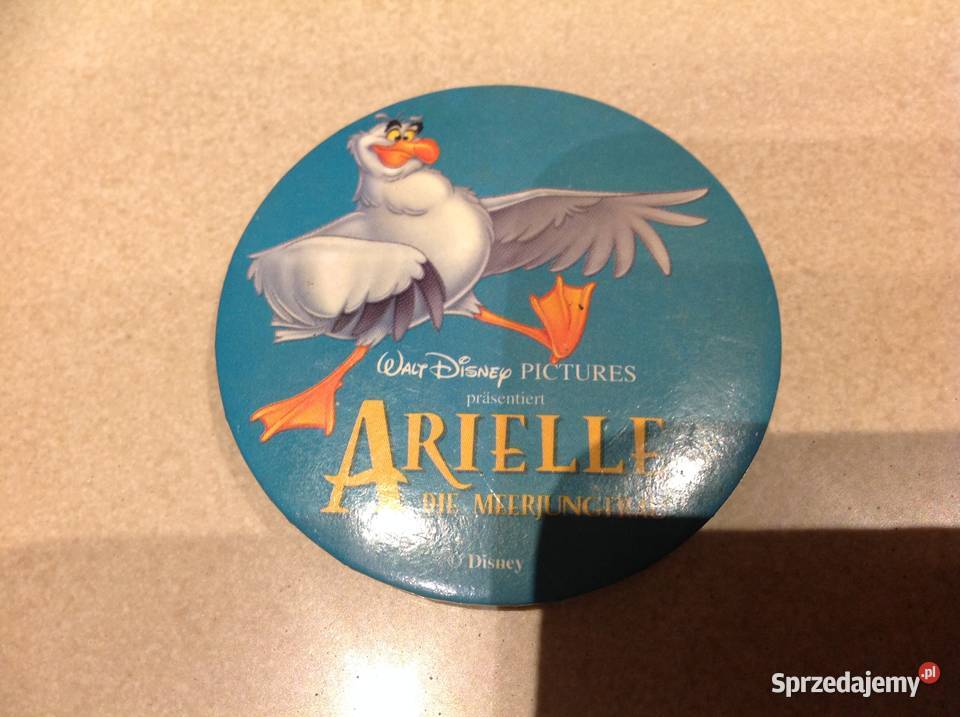 WALT DISNEY PICTURES
präsentiert
ARIELLE
DIE MEERJUNGFRAU
© Disney
Sprzedajemy.pl